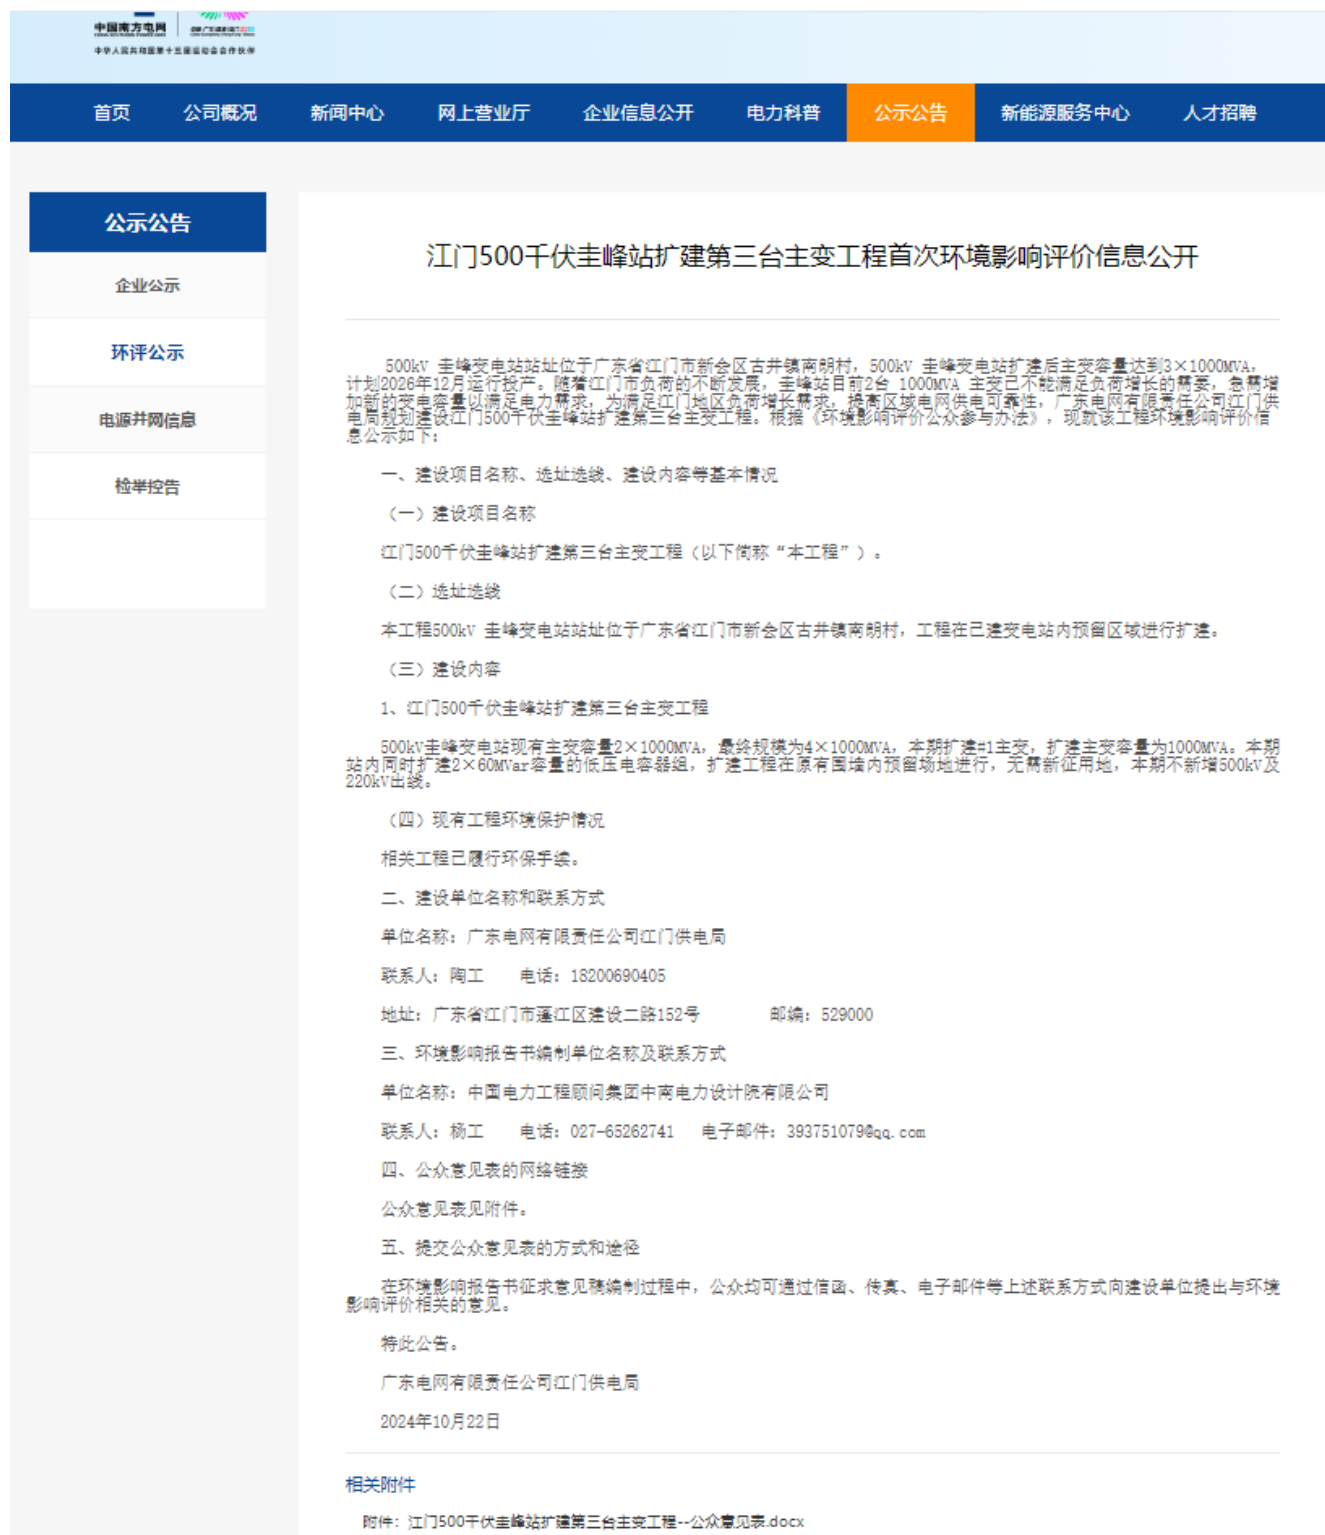 中国南方电网
中华人民共和国第十五届运动会合作伙伴
首页 公司概况 新闻中心 网上营业厅 企业信息公开 电力科普 公示公告 新能源服务中心 人才招聘
公示公告
企业公示
环评公示
电源并网信息
检举控告
江门500千伏圭峰站扩建第三台主变工程首次环境影响评价信息公开
500kV 圭峰变电站站址位于广东省江门市新会区古井镇南朗村，500kV 圭峰变电站扩建后主变容量达到3×1000MVA，
计划2026年12月运行投产。随着江门市负荷的不断发展，圭峰站目前2台 1000MVA 主变已不能满足负荷增长的需要，急需增
加新的变电容量以满足电力需求，为满足江门地区负荷增长需求，提高区域电网供电可靠性，广东电网有限责任公司江门供
电局规划建设江门500千伏圭峰站扩建第三台主变工程。根据《环境影响评价公众参与办法》，现就该工程环境影响评价信
息公示如下：
一、建设项目名称、选址选线、建设内容等基本情况
（一）建设项目名称
江门500千伏圭峰站扩建第三台主变工程（以下简称“本工程”）。
（二）选址选线
本工程500kV 圭峰变电站站址位于广东省江门市新会区古井镇南朗村，工程在已建变电站内预留区域进行扩建。
（三）建设内容
1、江门500千伏圭峰站扩建第三台主变工程
500kV圭峰变电站现有主变容量2×1000MVA，最终规模为4×1000MVA，本期扩建#1主变，扩建主变容量为1000MVA。本期
站内同时扩建2×60MVar容量的低压电容器组，扩建工程在原有围墙内预留场地进行，无需新征用地，本期不新增500kV及
220kV出线。
（四）现有工程环境保护情况
相关工程已履行环保手续。
二、建设单位名称和联系方式
单位名称：广东电网有限责任公司江门供电局
联系人：陶工 电话：18200690405
地址：广东省江门市蓬江区建设二路152号 邮编：529000
三、环境影响报告书编制单位名称及联系方式
单位名称：中国电力工程顾问集团中南电力设计院有限公司
联系人：杨工 电话：027-65262741 电子邮件：393751079@qq.com
四、公众意见表的网络链接
公众意见表见附件。
五、提交公众意见表的方式和途径
在环境影响报告书征求意见稿编制过程中，公众均可通过信函、传真、电子邮件等上述联系方式向建设单位提出与环境
影响评价相关的意见。
特此公告。
广东电网有限责任公司江门供电局
2024年10月22日
相关附件
附件：江门500千伏圭峰站扩建第三台主变工程--公众意见表.docx